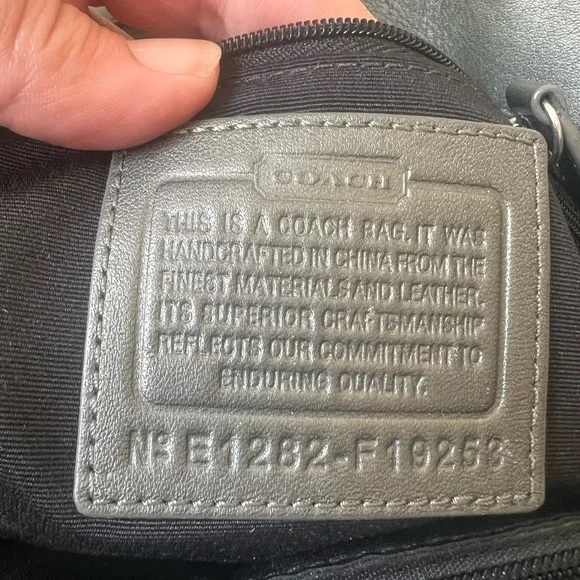 COACH
THIS IS A COACH BAG. IT WAS
HANDCRAFTED IN CHINA FROM THE
FINEST MATERIALS AND LEATHER.
ITS SUPERIOR CRAFTSMANSHIP
REFLECTS OUR COMMITMENT TO
ENDURING QUALITY.
Nº E1282-F19253